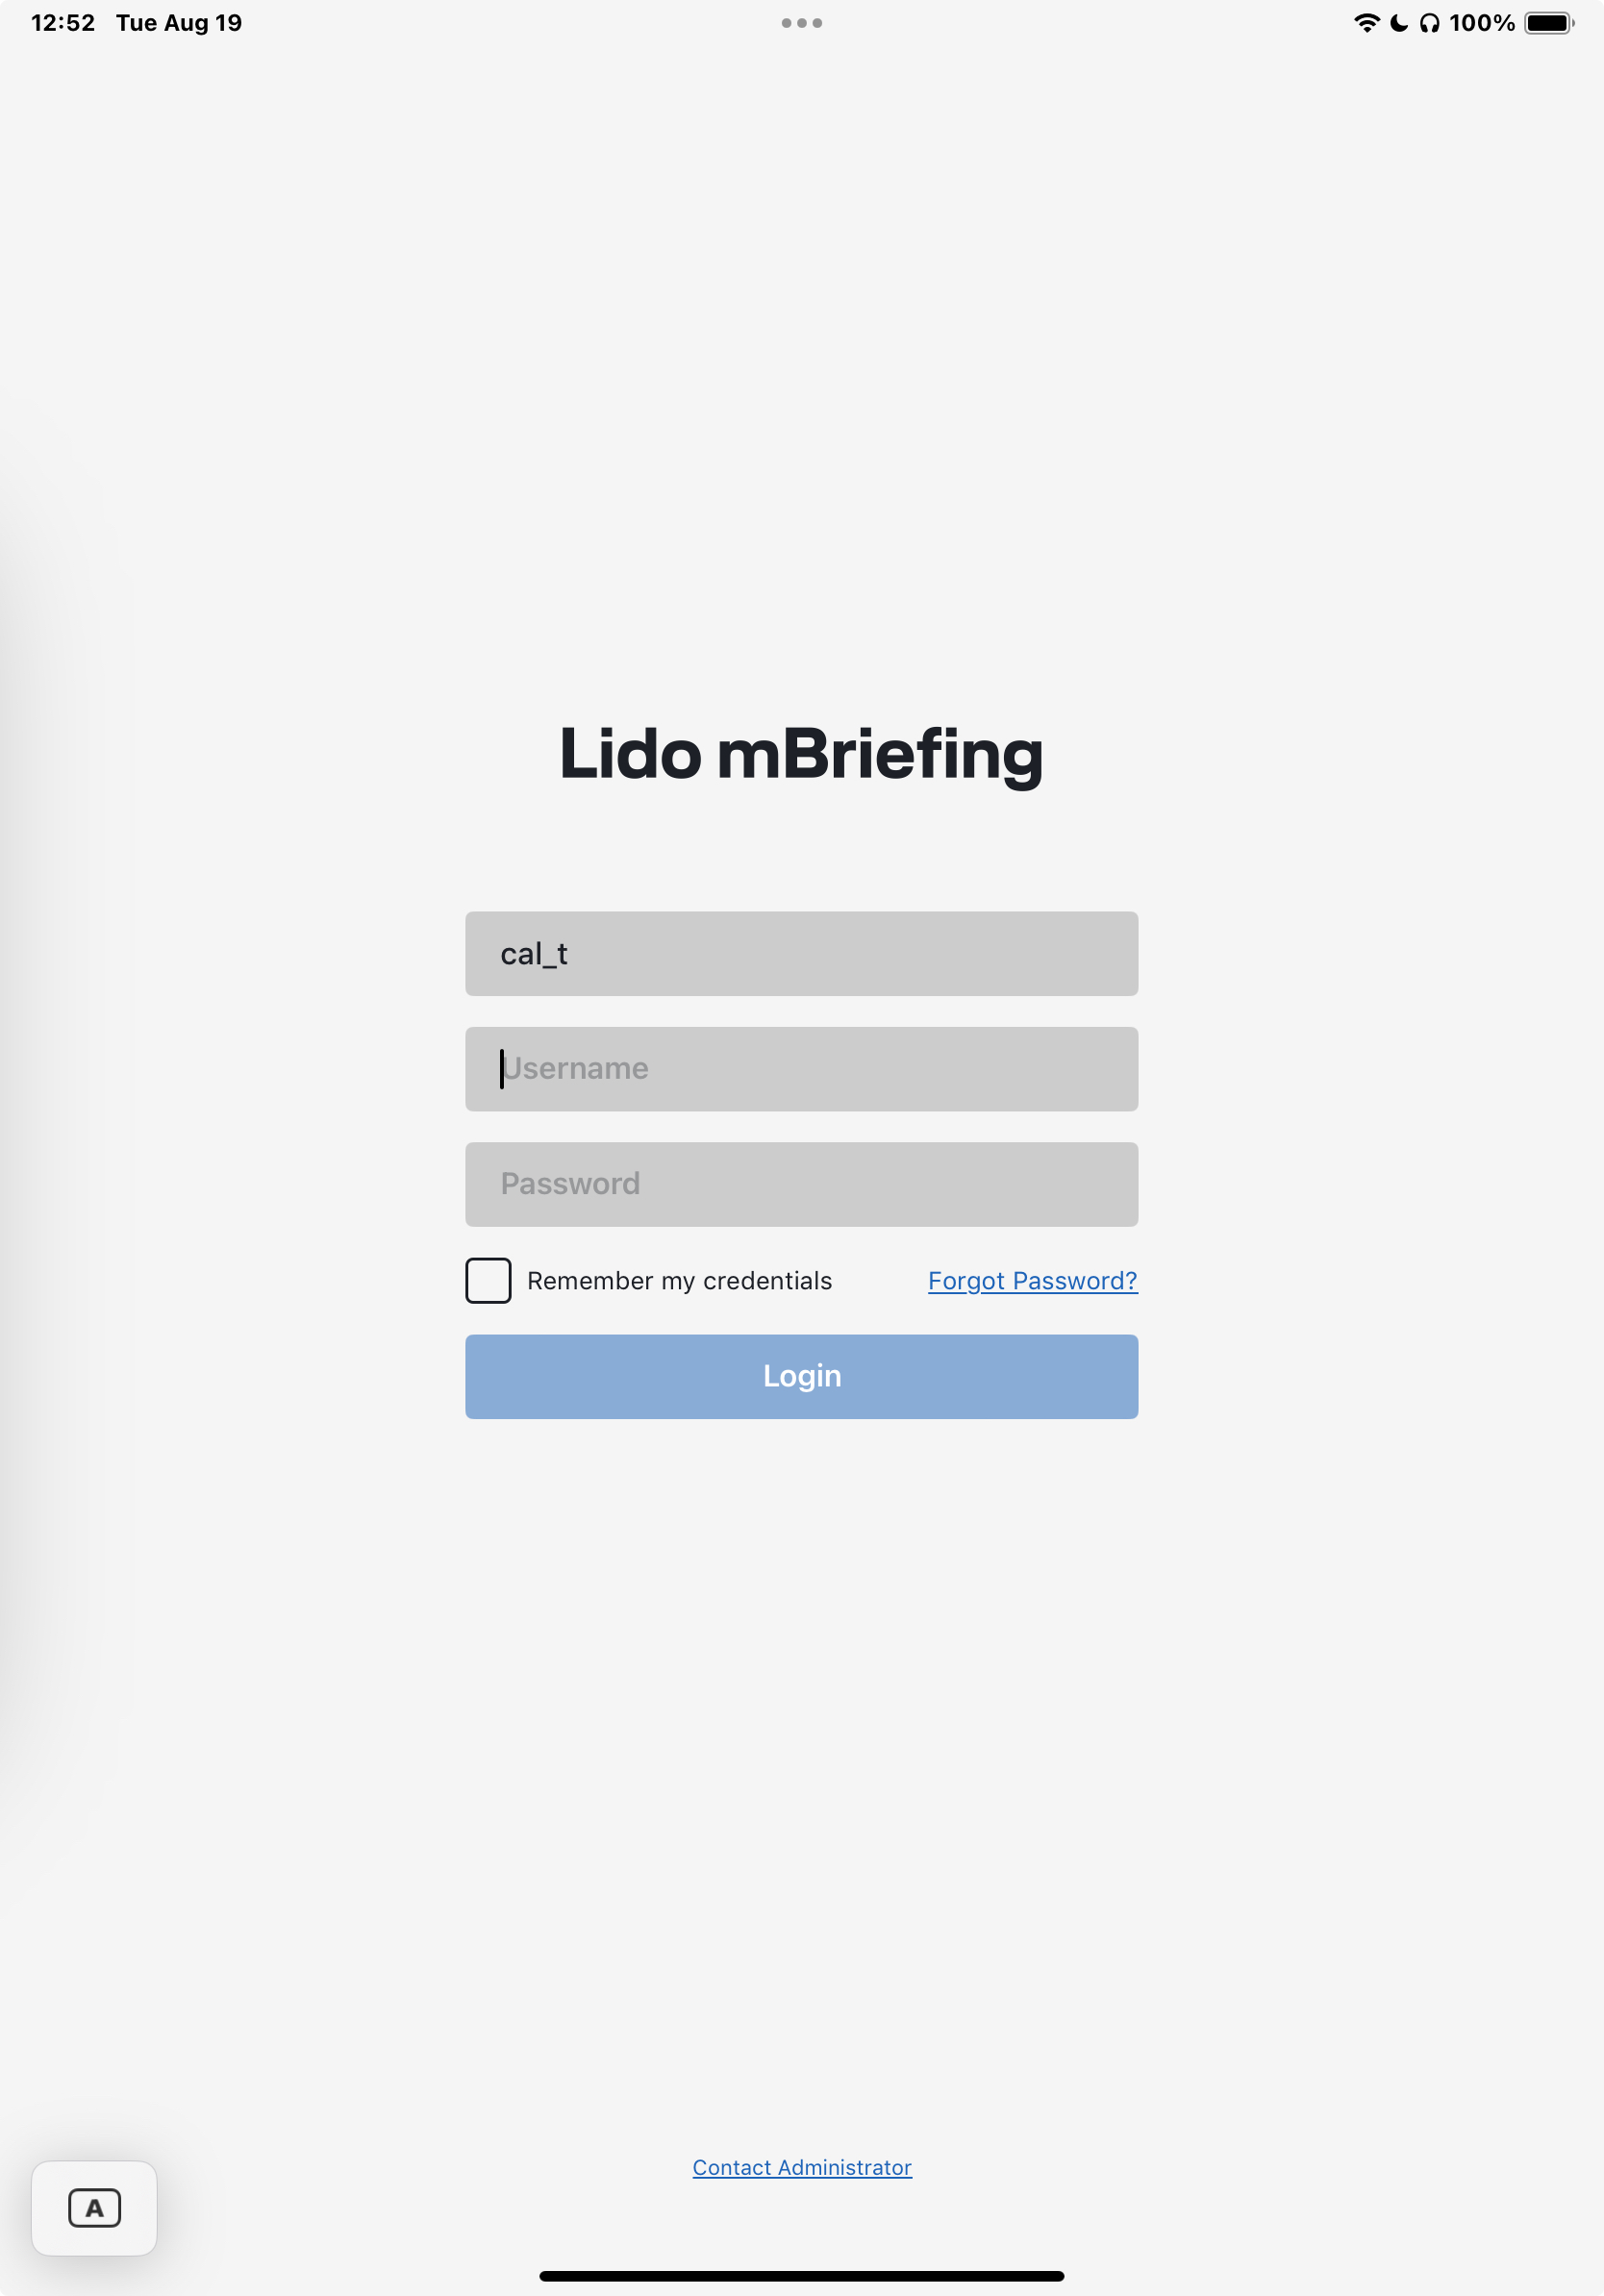 12:52 Tue Aug 19
100%
Lido mBriefing
cal_t
Username
Password
Remember my credentials Forgot Password?
Login
Contact Administrator
A